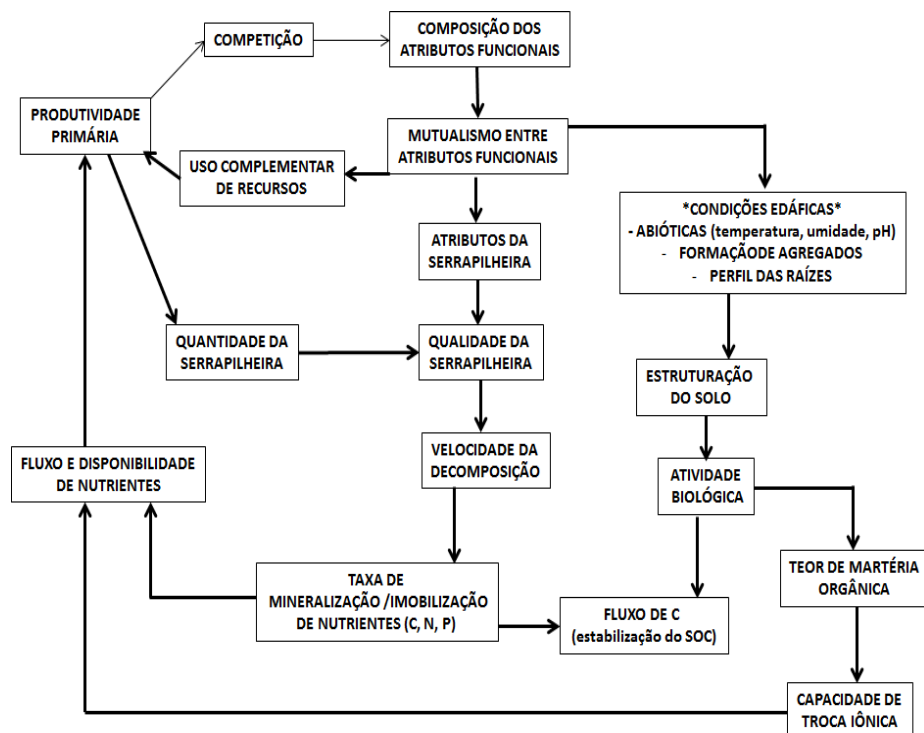 COMPETIÇÃO
COMPOSIÇÃO DOS
ATRIBUTOS FUNCIONAIS
PRODUTIVIDADE
PRIMÁRIA
MUTUALISMO ENTRE
ATRIBUTOS FUNCIONAL
USO COMPLEMENTAR
DE RECURSOS
*CONDIÇÕES EDÁFICAS*
- ABIÓTICAS (temperatura, umidade, pH)
- FORMAÇÃODE AGREGADOS
- PERFIL DAS RAÍZES
ATRIBUTOS DA
SERRAPILHEIRA
QUANTIDADE DA
SERRAPILHEIRA
QUALIDADE DA
SERRAPILHEIRA
ESTRUTURAÇÃO
DO SOLO
FLUXO E DISPONIBILIDADE
DE NUTRIENTES
VELOCIDADE DA
DECOMPOSIÇÃO
ATIVIDADE
BIOLÓGICA
TEOR DE MARTÉRIA
ORGÂNICA
TAXA DE
MINERALIZAÇÃO /IMOBILIZAÇÃO
DE NUTRIENTES (C, N, P)
FLUXO DE C
(estabilização do SOC)
CAPACIDADE DE
TROCA IÔNICA